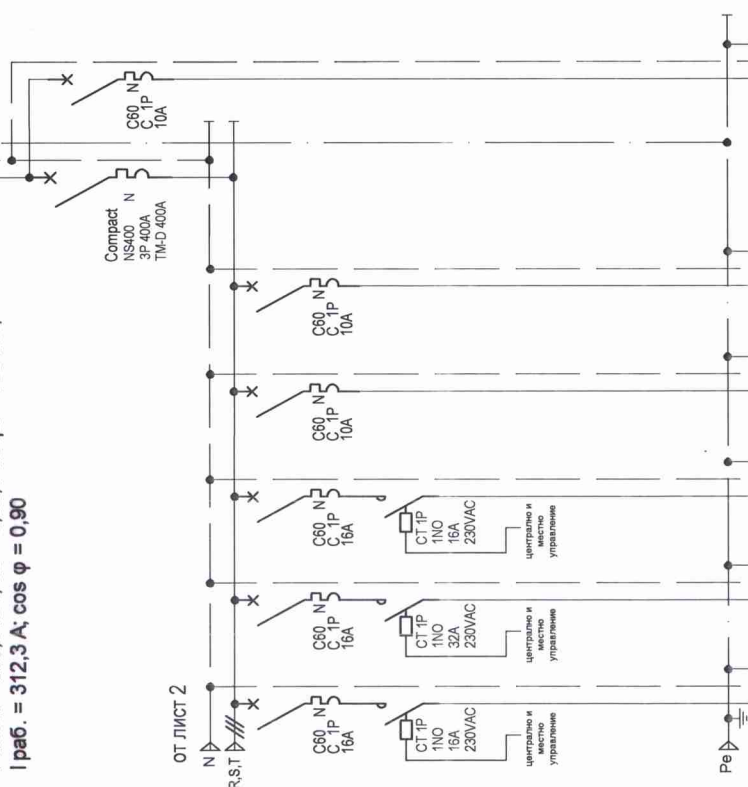 I раб. = 312,3 А; cos φ = 0,90
C60 N
C 1P
10A
Compact
NS400 N
3P 400A
TM-D 400A
C60 N
C 1P
10A
C60 N
C 1P
10A
C60 N
C 1P
16A
CT 1P
1NO
16A
230VAC
централно и
местно
управление
C60 N
C 1P
16A
CT 1P
1NO
32A
230VAC
централно и
местно
управление
C60 N
C 1P
16A
CT 1P
1NO
16A
230VAC
централно и
местно
управление
ОТ ЛИСТ 2
N
R,S,T
Pe